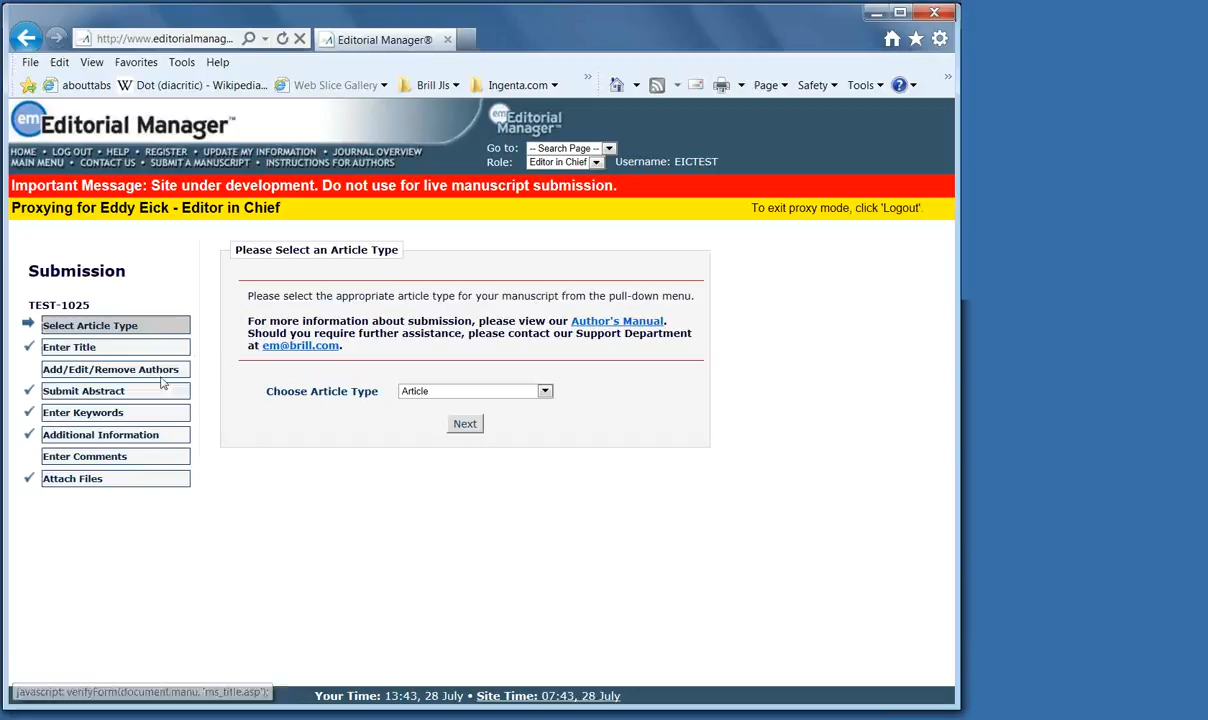 http://www.editorialmanag...
Editorial Manager®
File Edit View Favorites Tools Help
abouttabs W Dot (diacritic) - Wikipedia... Web Slice Gallery Brill Jls Ingenta.com » Page Safety Tools »
em Editorial Manager™
em Editorial Manager™
HOME • LOG OUT • HELP • REGISTER • UPDATE MY INFORMATION • JOURNAL OVERVIEW
MAIN MENU • CONTACT US • SUBMIT A MANUSCRIPT • INSTRUCTIONS FOR AUTHORS
Go to: -- Search Page --
Role: Editor in Chief Username: EICTEST
Important Message: Site under development. Do not use for live manuscript submission.
Proxying for Eddy Eick - Editor in Chief
To exit proxy mode, click 'Logout'.
Submission
TEST-1025
Select Article Type
Enter Title
Add/Edit/Remove Authors
Submit Abstract
Enter Keywords
Additional Information
Enter Comments
Attach Files
Please Select an Article Type
Please select the appropriate article type for your manuscript from the pull-down menu.
For more information about submission, please view our Author's Manual.
Should you require further assistance, please contact our Support Department
at em@brill.com.
Choose Article Type Article
Next
javascript: verifyForm(document.manu, 'ms_title.asp');
Your Time: 13:43, 28 July • Site Time: 07:43, 28 July